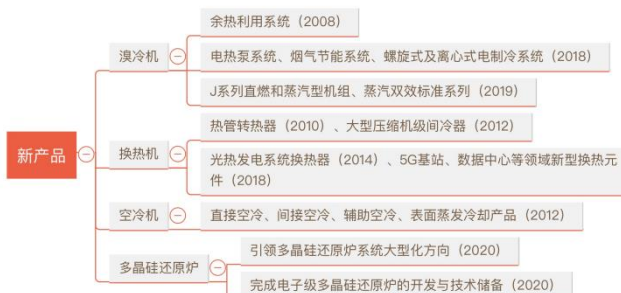 余热利用系统（2008）
溴冷机
电热泵系统、烟气节能系统、螺旋式及离心式电制冷系统（2018）
J系列直燃和蒸汽型机组、蒸汽双效标准系列（2019）
热管转热器（2010）、大型压缩机级间冷器（2012）
新产品
换热机
光热发电系统换热器（2014）、5G基站、数据中心等领域新型换热元
件（2018）
空冷机
直接空冷、间接空冷、辅助空冷、表面蒸发冷却产品（2012）
引领多晶硅还原炉系统大型化方向（2020）
多晶硅还原炉
完成电子级多晶硅还原炉的开发与技术储备（2020）